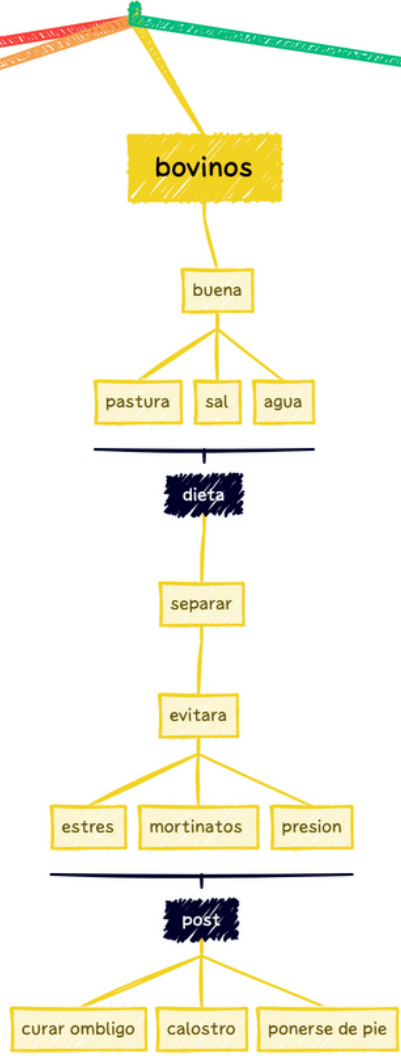 bovinos
buena
pastura
sal
agua
dieta
separar
evitara
estres
mortinatos
presion
post
curar ombligo
calostro
ponerse de pie